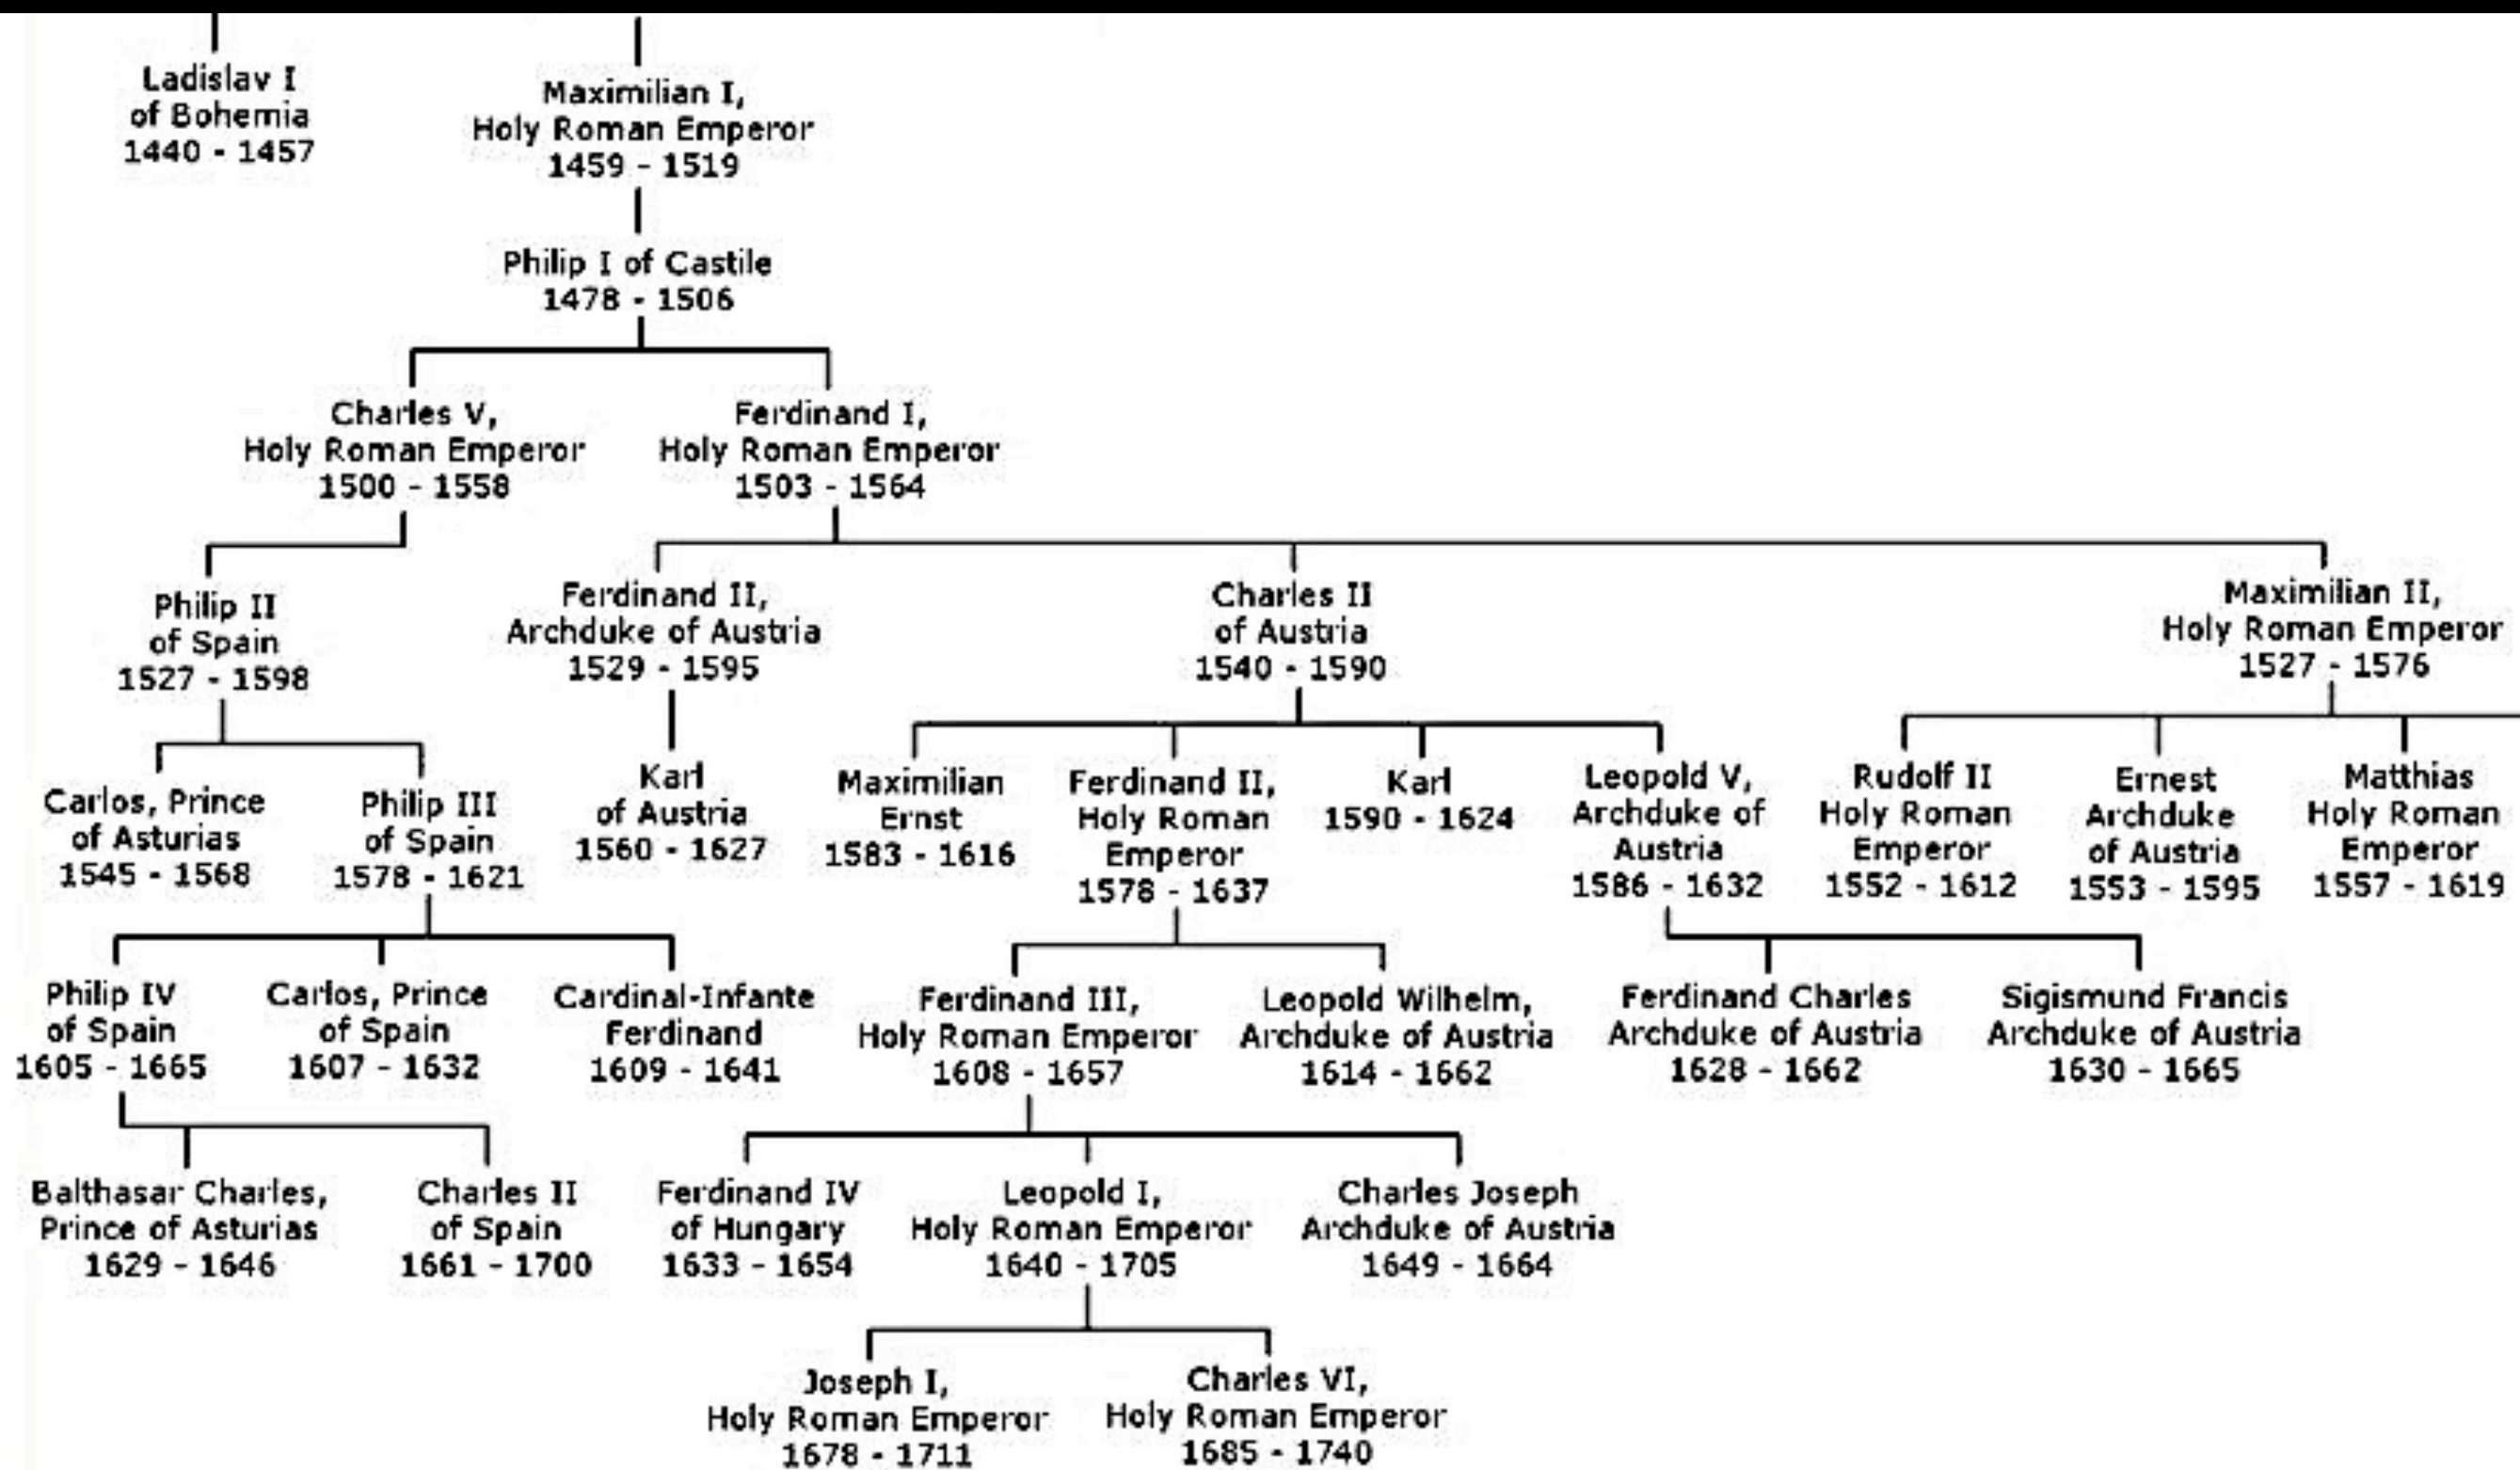 Ladislav I
of Bohemia
1440 - 1457
Maximilian I,
Holy Roman Emperor
1459 - 1519
Philip I of Castile
1478 - 1506
Charles V,
Holy Roman Emperor
1500 - 1558
Ferdinand I,
Holy Roman Emperor
1503 - 1564
Philip II
of Spain
1527 - 1598
Ferdinand II,
Archduke of Austria
1529 - 1595
Charles II
of Austria
1540 - 1590
Maximilian II,
Holy Roman Emperor
1527 - 1576
Carlos, Prince
of Asturias
1545 - 1568
Philip III
of Spain
1578 - 1621
Karl
of Austria
1560 - 1627
Maximilian
Ernst
1583 - 1616
Ferdinand II,
Holy Roman
Emperor
1578 - 1637
Karl
1590 - 1624
Leopold V,
Archduke of
Austria
1586 - 1632
Rudolf II
Holy Roman
Emperor
1552 - 1612
Ernest
Archduke
of Austria
1553 - 1595
Matthias
Holy Roman
Emperor
1557 - 1619
Philip IV
of Spain
1605 - 1665
Carlos, Prince
of Spain
1607 - 1632
Cardinal-Infante
Ferdinand
1609 - 1641
Ferdinand III,
Holy Roman Emperor
1608 - 1657
Leopold Wilhelm,
Archduke of Austria
1614 - 1662
Ferdinand Charles
Archduke of Austria
1628 - 1662
Sigismund Francis
Archduke of Austria
1630 - 1665
Balthasar Charles,
Prince of Asturias
1629 - 1646
Charles II
of Spain
1661 - 1700
Ferdinand IV
of Hungary
1633 - 1654
Leopold I,
Holy Roman Emperor
1640 - 1705
Charles Joseph
Archduke of Austria
1649 - 1664
Joseph I,
Holy Roman Emperor
1678 - 1711
Charles VI,
Holy Roman Emperor
1685 - 1740